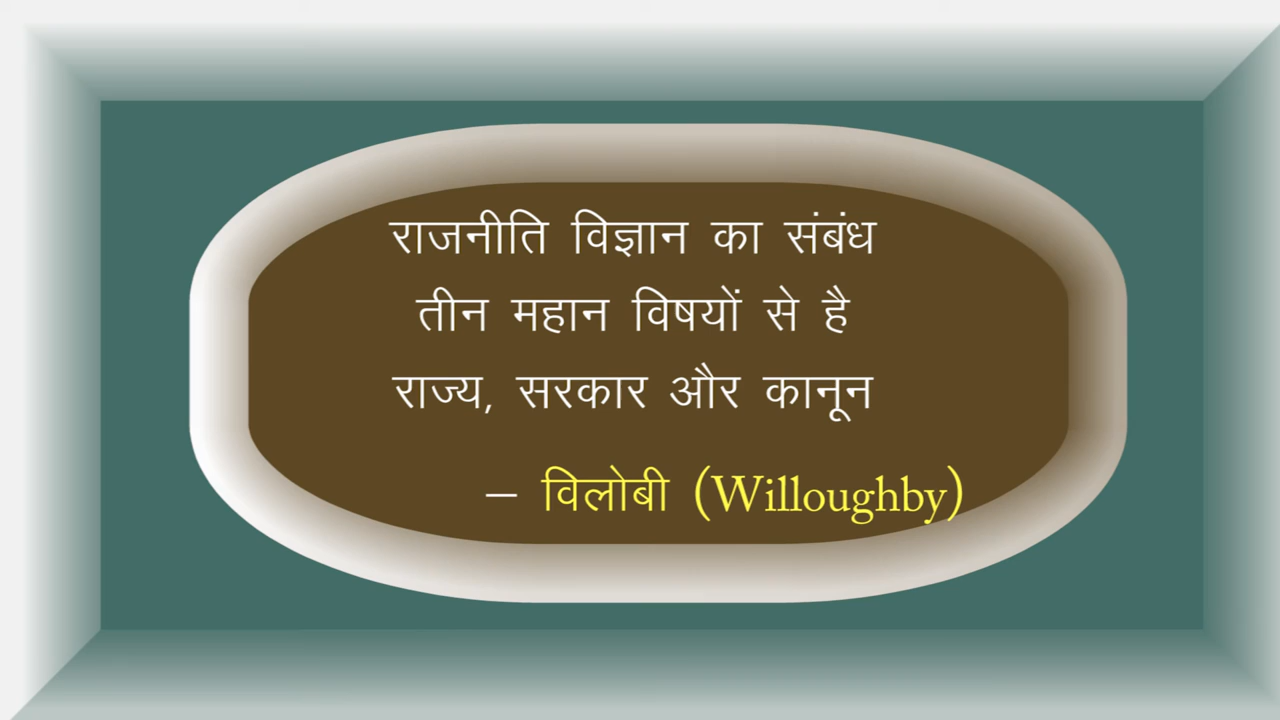 राजनीति विज्ञान का संबंध
तीन महान विषयों से है
राज्य, सरकार और कानून
– विलोबी (Willoughby)